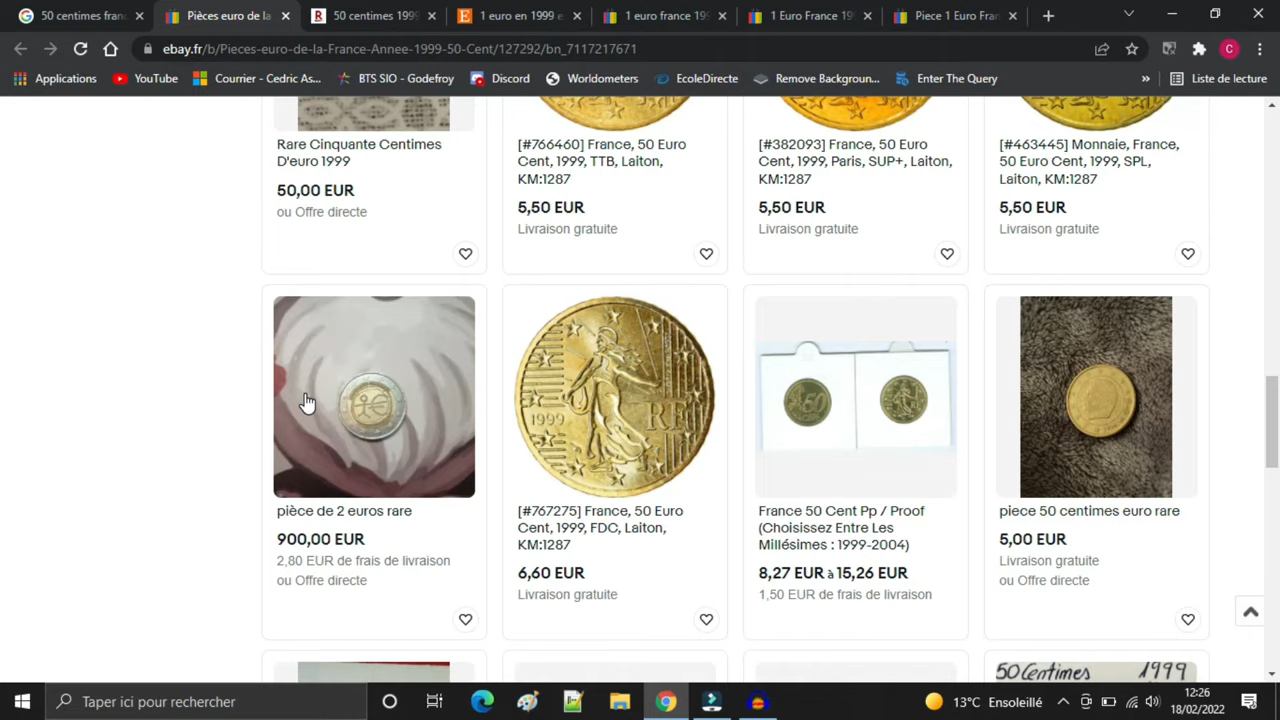 50 centimes franc
Pièces euro de la
50 centimes 1999
1 euro en 1999 e
1 euro france 199
1 Euro France 199
Piece 1 Euro Fran
ebay.fr/b/Pieces-euro-de-la-France-Annee-1999-50-Cent/127292/bn_7117217671
C
Applications
YouTube
Courrier - Cedric As...
BTS SIO - Godefroy
Discord
Worldometers
EcoleDirecte
Remove Backgroun...
Enter The Query
»
Liste de lecture
Rare Cinquante Centimes
D'euro 1999
50,00 EUR
ou Offre directe
[#766460] France, 50 Euro
Cent, 1999, TTB, Laiton,
KM:1287
5,50 EUR
Livraison gratuite
[#382093] France, 50 Euro
Cent, 1999, Paris, SUP+, Laiton,
KM:1287
5,50 EUR
Livraison gratuite
[#463445] Monnaie, France,
50 Euro Cent, 1999, SPL,
Laiton, KM:1287
5,50 EUR
Livraison gratuite
pièce de 2 euros rare
900,00 EUR
2,80 EUR de frais de livraison
ou Offre directe
1999
RF
[#767275] France, 50 Euro
Cent, 1999, FDC, Laiton,
KM:1287
6,60 EUR
Livraison gratuite
50
France 50 Cent Pp / Proof
(Choisissez Entre Les
Millésimes : 1999-2004)
8,27 EUR à 15,26 EUR
1,50 EUR de frais de livraison
piece 50 centimes euro rare
5,00 EUR
Livraison gratuite
ou Offre directe
50 Centimes 1999
Taper ici pour rechercher
13°C Ensoleillé
12:26
18/02/2022